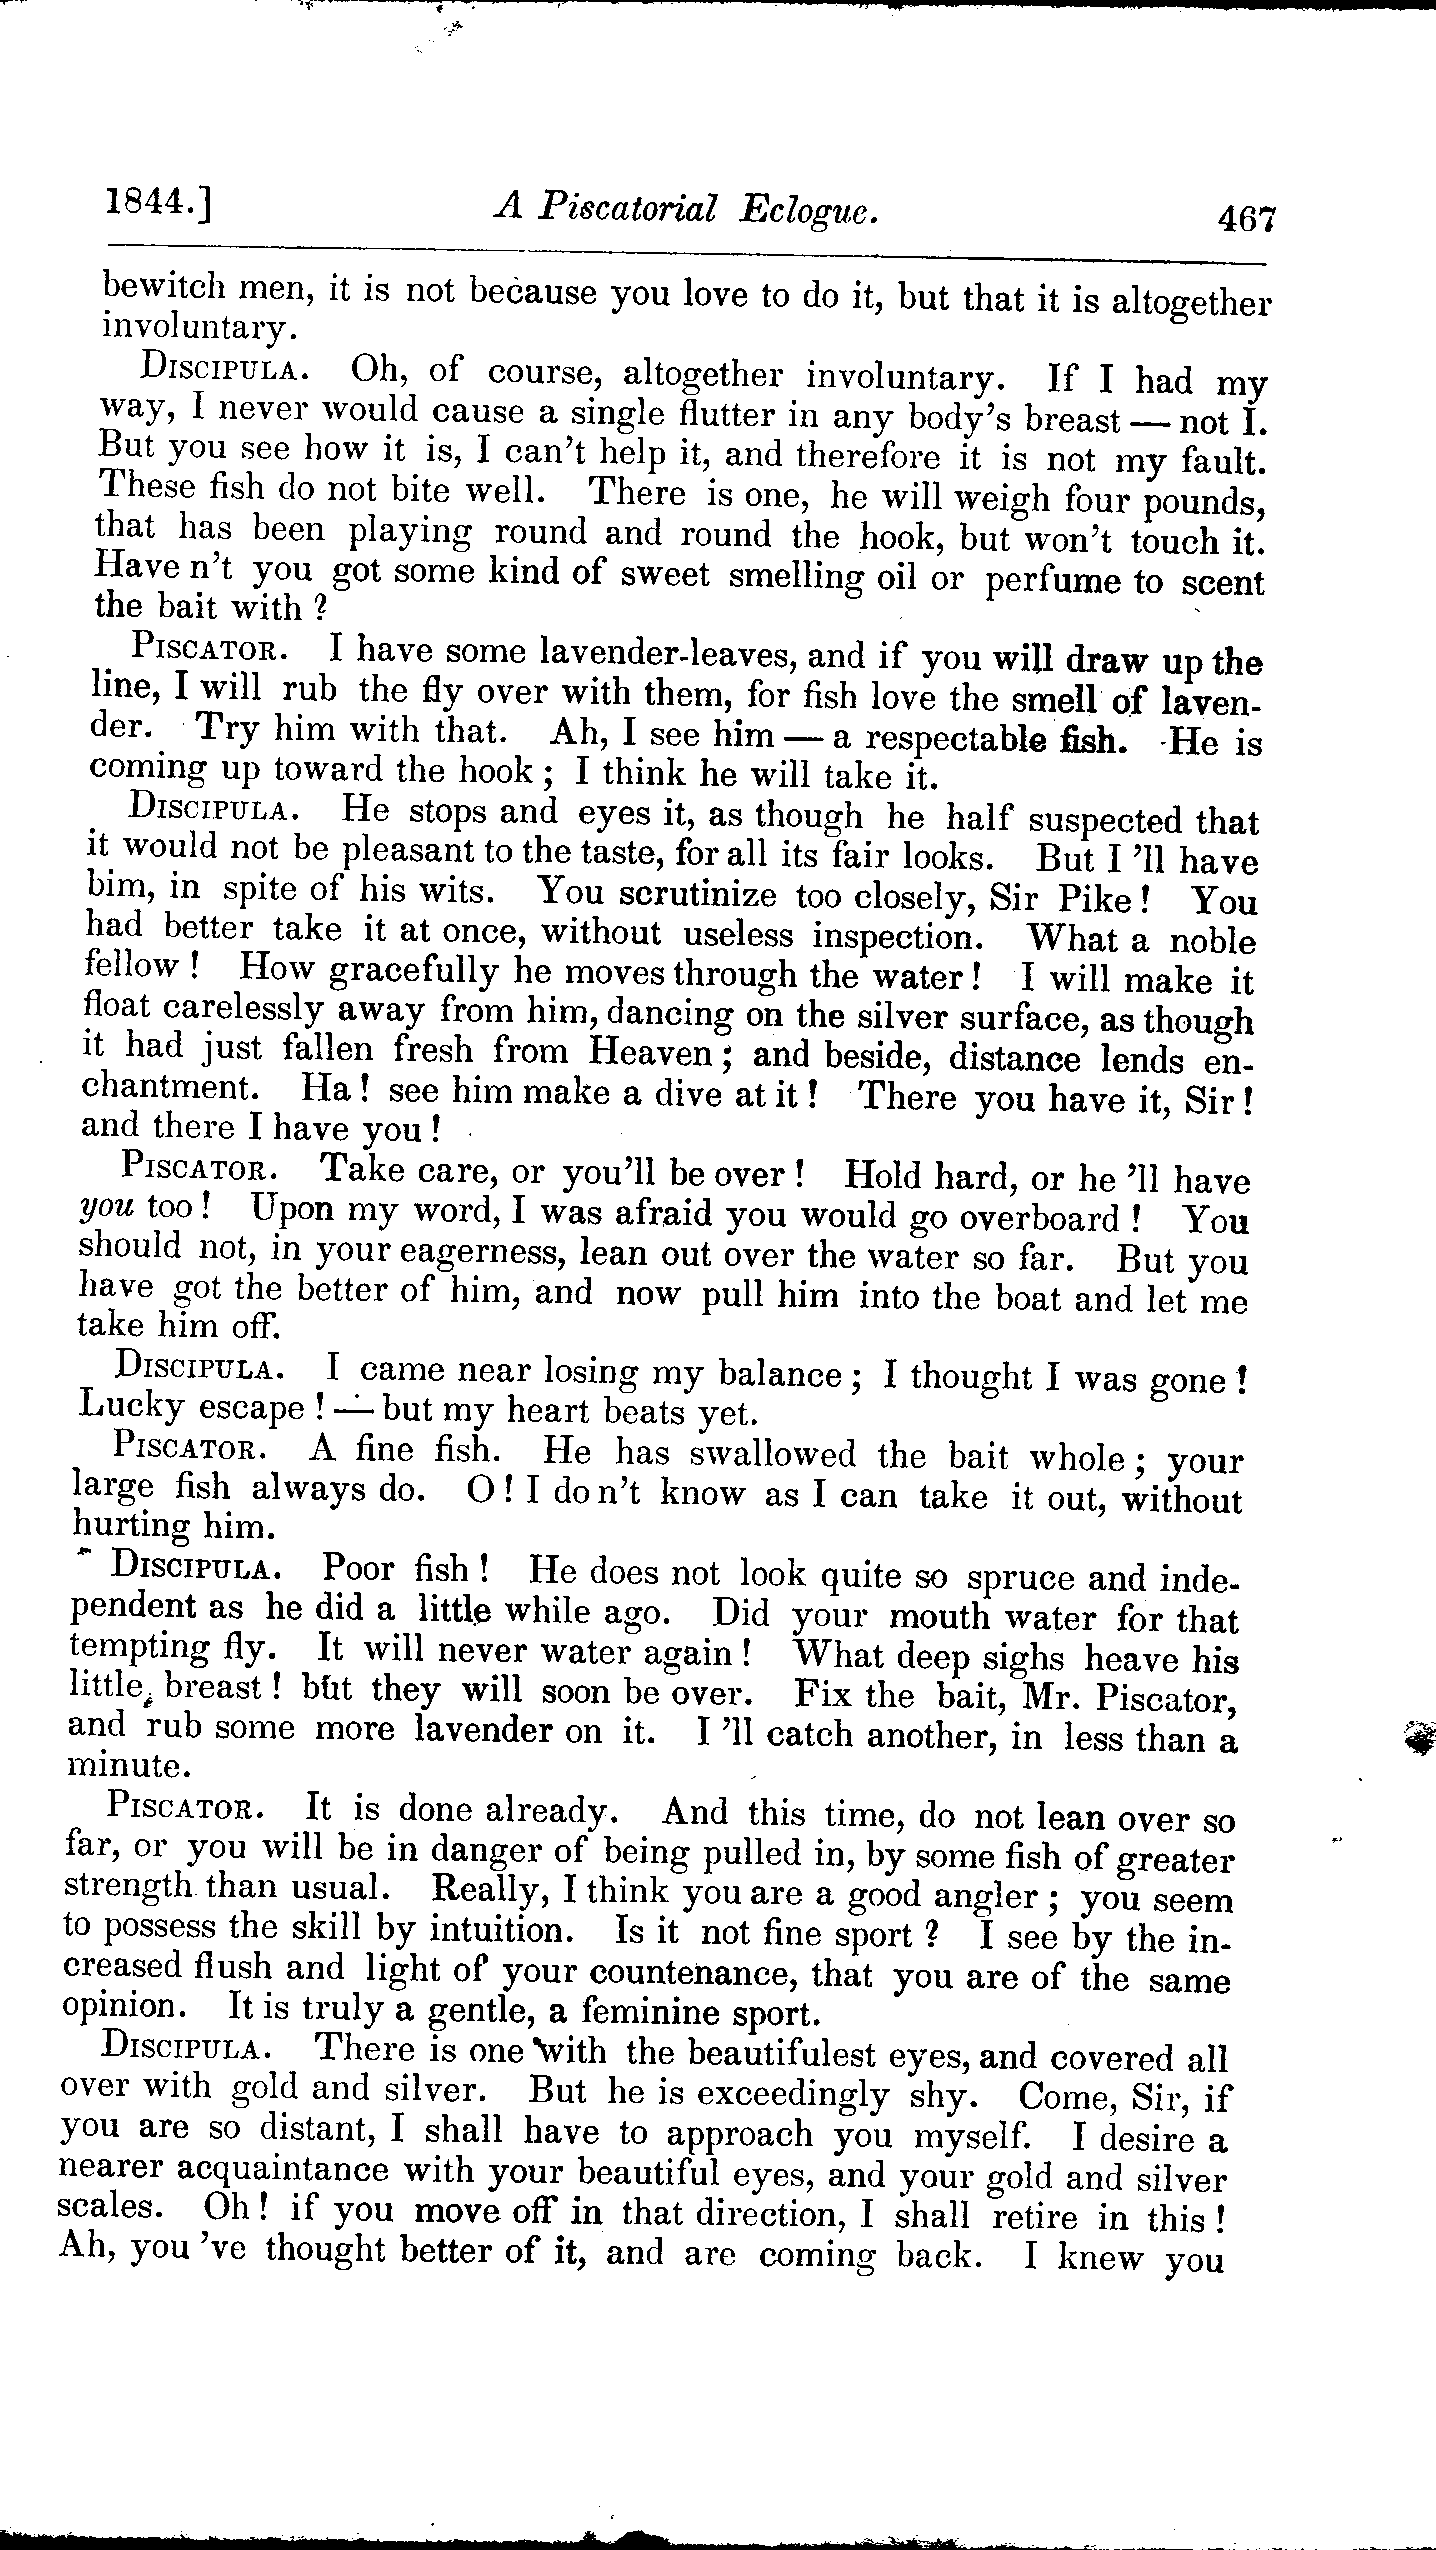 1844.] A Piscatorial Eclogue. 467
bewitch men, it is not because you love to do it, but that it is altogether
involuntary.
DISCIPULA. Oh, of course, altogether involuntary. If I had my
way, I never would cause a single flutter in any body's breast — not I.
But you see how it is, I can't help it, and therefore it is not my fault.
These fish do not bite well. There is one, he will weigh four pounds,
that has been playing round and round the hook, but won't touch it.
Have n't you got some kind of sweet smelling oil or perfume to scent
the bait with ?
PISCATOR. I have some lavender-leaves, and if you will draw up the
line, I will rub the fly over with them, for fish love the smell of laven-
der. Try him with that. Ah, I see him — a respectable fish. He is
coming up toward the hook ; I think he will take it.
DISCIPULA. He stops and eyes it, as though he half suspected that
it would not be pleasant to the taste, for all its fair looks. But I 'll have
him, in spite of his wits. You scrutinize too closely, Sir Pike ! You
had better take it at once, without useless inspection. What a noble
fellow ! How gracefully he moves through the water ! I will make it
float carelessly away from him, dancing on the silver surface, as though
it had just fallen fresh from Heaven ; and beside, distance lends en-
chantment. Ha ! see him make a dive at it ! There you have it, Sir !
and there I have you !
PISCATOR. Take care, or you'll be over ! Hold hard, or he 'll have
you too ! Upon my word, I was afraid you would go overboard ! You
should not, in your eagerness, lean out over the water so far. But you
have got the better of him, and now pull him into the boat and let me
take him off.
DISCIPULA. I came near losing my balance ; I thought I was gone !
Lucky escape ! — but my heart beats yet.
PISCATOR. A fine fish. He has swallowed the bait whole ; your
large fish always do. O ! I do n't know as I can take it out, without
hurting him.
DISCIPULA. Poor fish ! He does not look quite so spruce and inde-
pendent as he did a little while ago. Did your mouth water for that
tempting fly. It will never water again ! What deep sighs heave his
little breast ! but they will soon be over. Fix the bait, Mr. Piscator,
and rub some more lavender on it. I 'll catch another, in less than a
minute.
PISCATOR. It is done already. And this time, do not lean over so
far, or you will be in danger of being pulled in, by some fish of greater
strength than usual. Really, I think you are a good angler ; you seem
to possess the skill by intuition. Is it not fine sport ? I see by the in-
creased flush and light of your countenance, that you are of the same
opinion. It is truly a gentle, a feminine sport.
DISCIPULA. There is one with the beautifulest eyes, and covered all
over with gold and silver. But he is exceedingly shy. Come, Sir, if
you are so distant, I shall have to approach you myself. I desire a
nearer acquaintance with your beautiful eyes, and your gold and silver
scales. Oh ! if you move off in that direction, I shall retire in this !
Ah, you 've thought better of it, and are coming back. I knew you